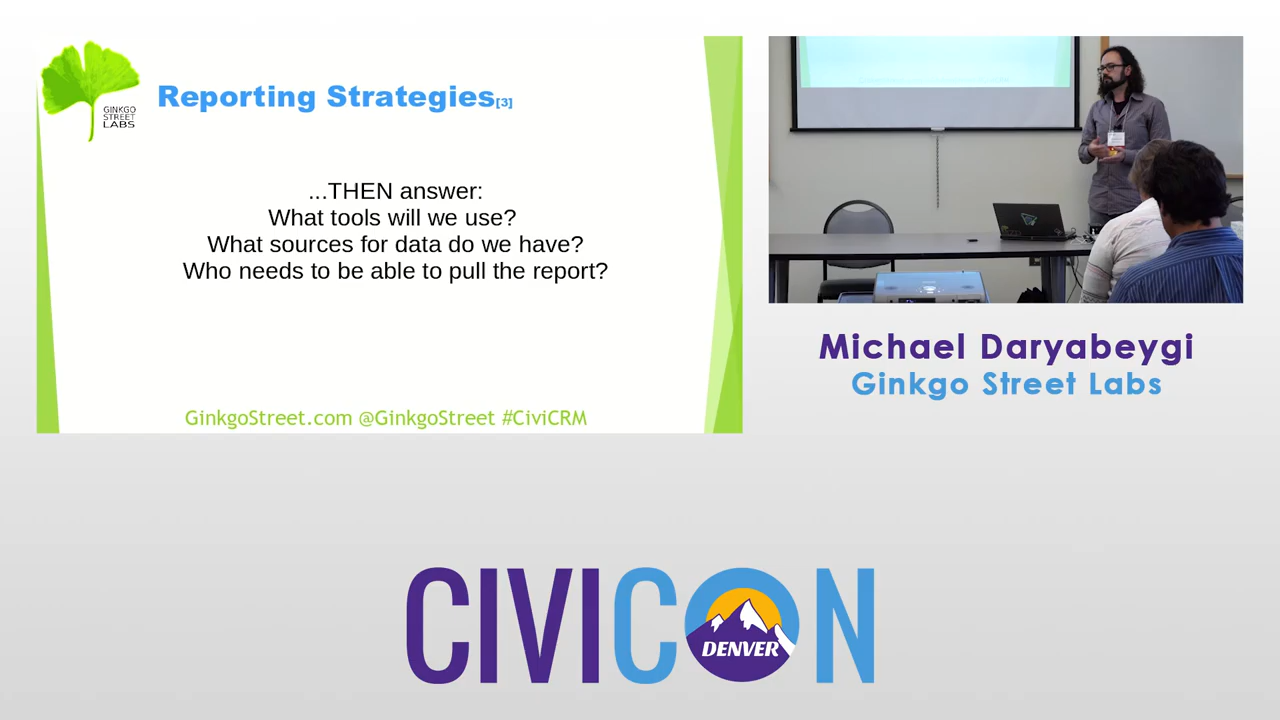 GINKGO
STREET
LABS
Reporting Strategies[3]
...THEN answer:
What tools will we use?
What sources for data do we have?
Who needs to be able to pull the report?
GinkgoStreet.com @GinkgoStreet #CiviCRM
Michael Daryabeygi
Ginkgo Street Labs
CIVICON
DENVER